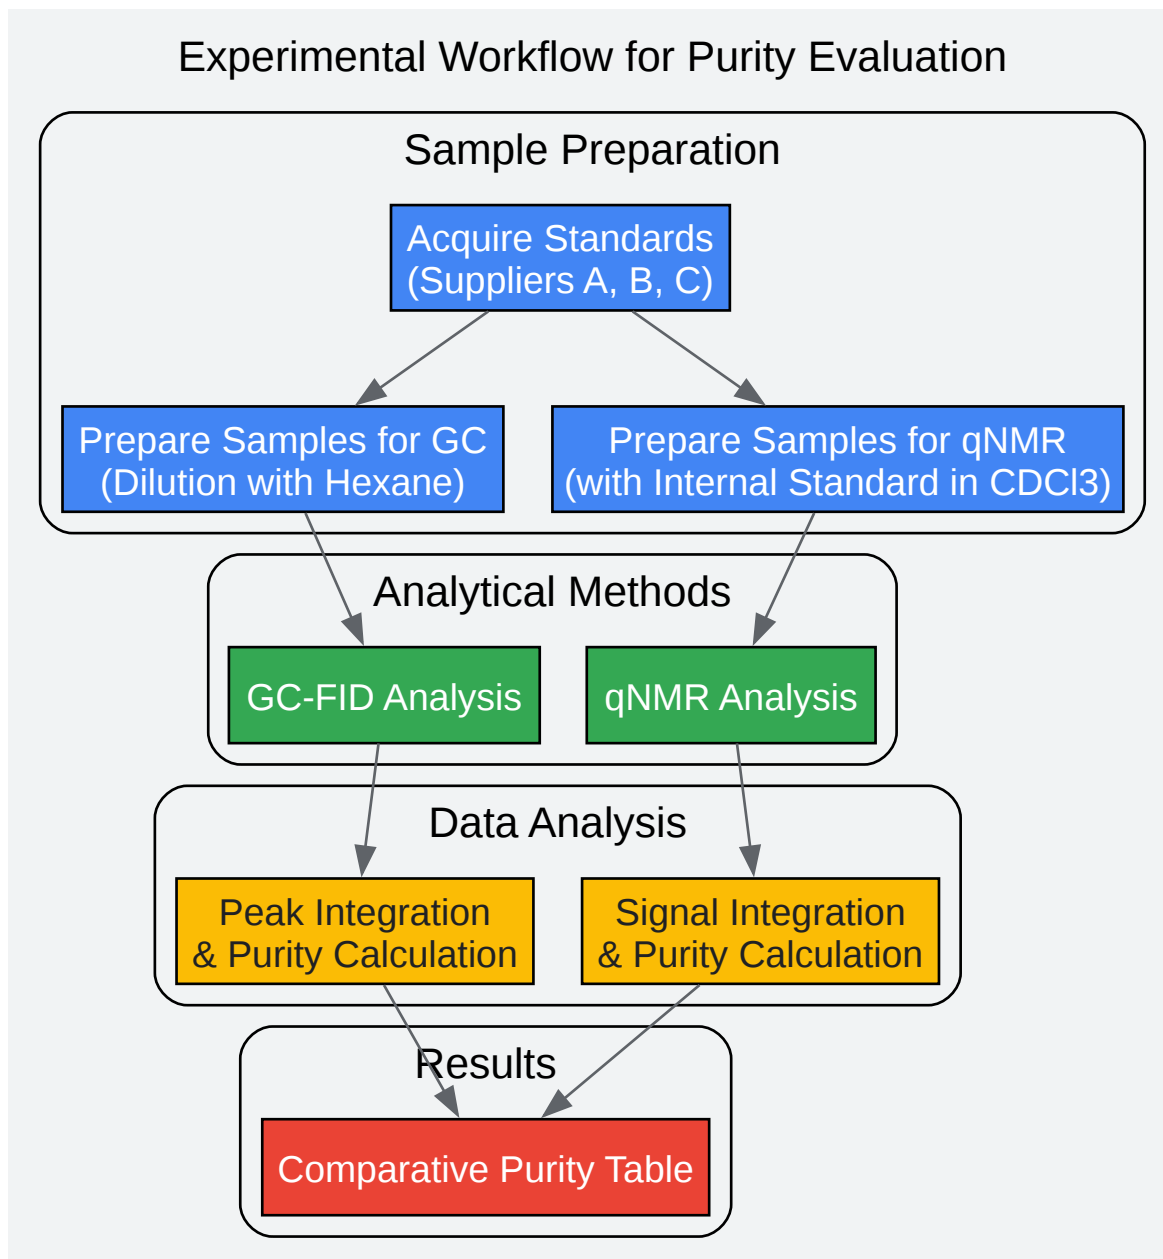 Experimental Workflow for Purity Evaluation
Sample Preparation
Acquire Standards
(Suppliers A, B, C)
Prepare Samples for GC
(Dilution with Hexane)
Prepare Samples for qNMR
(with Internal Standard in CDCl3)
Analytical Methods
GC-FID Analysis
qNMR Analysis
Data Analysis
Peak Integration
& Purity Calculation
Signal Integration
& Purity Calculation
Results
Comparative Purity Table